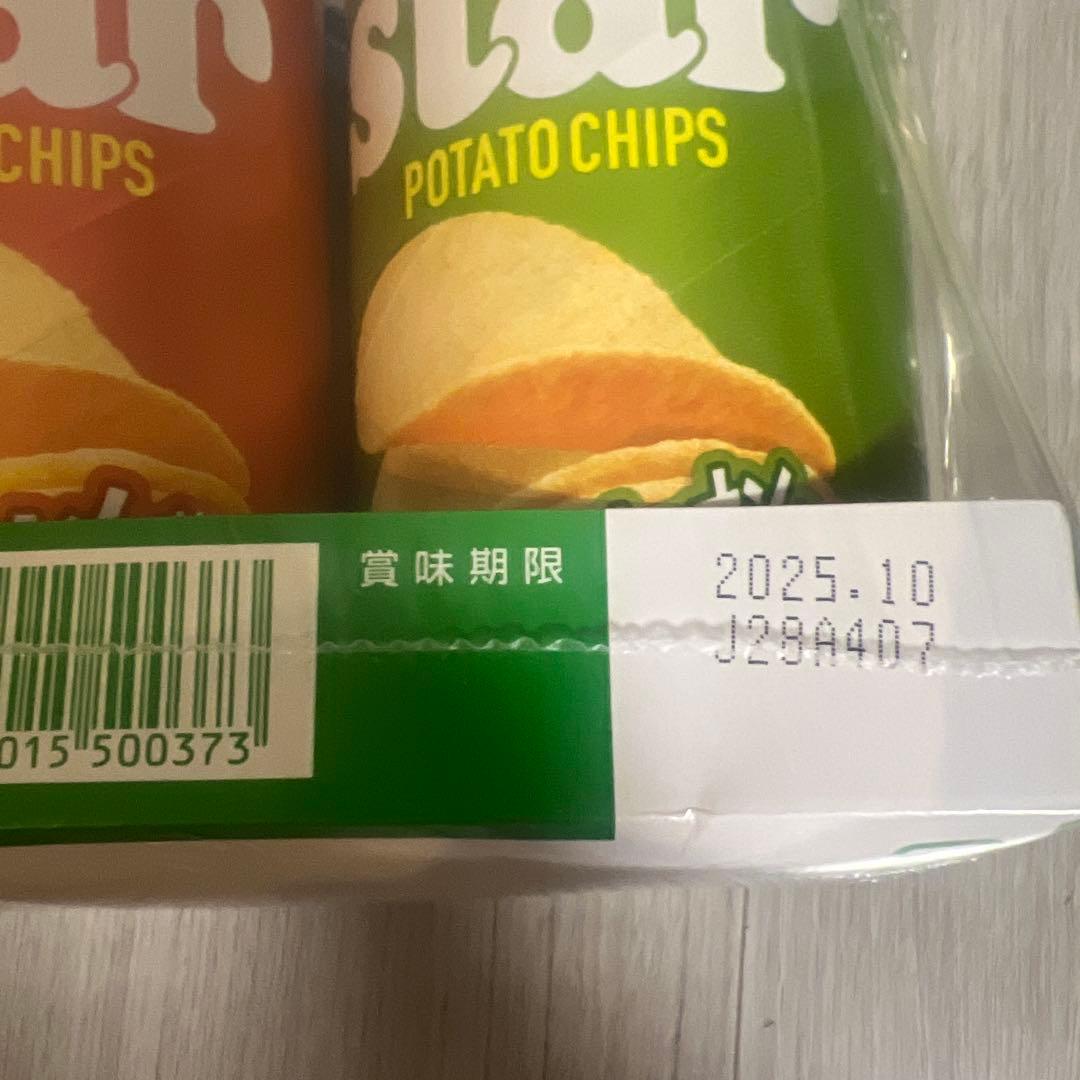 star
POTATO CHIPS
CHIPS
賞味期限
2025.10
J28A407
015 500373